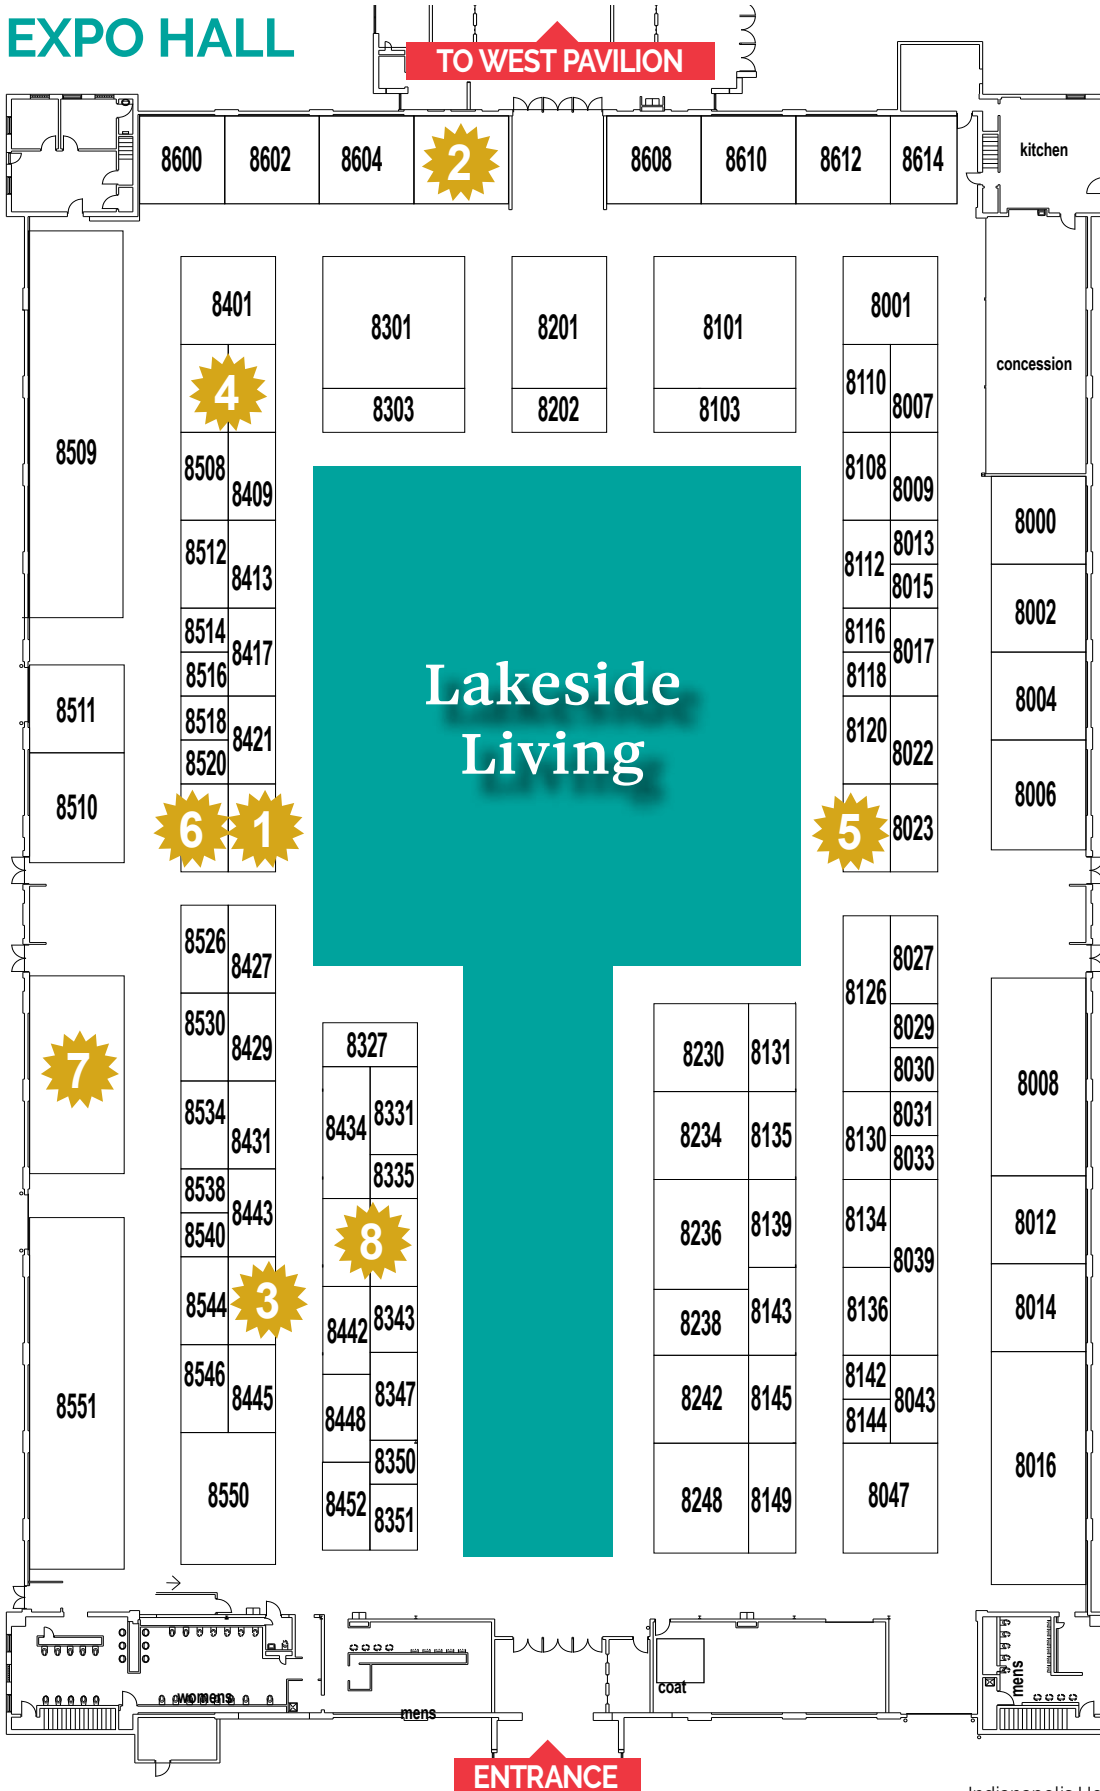 EXPO HALL
TO WEST PAVILION
8600 8602 8604 2 8608 8610 8612 8614 kitchen
8401 8301 8201 8101 8001
concession
4 8303 8202 8103 8110 8007
8509 8508 8409 8108 8009
8000
8512 8413 8112 8013 8015
8002
8514 8516 8417 8116 8118 8017
Lakeside
Living
8511 8518 8520 8421 8120 8022 8004
8510 6 1 5 8023 8006
8526 8427 8126 8027
8530 8429 8029 8030
7 8327 8230 8131 8008
8534 8431 8434 8331 8335 8234 8135 8130 8031 8033
8538 8540 8443 8 8236 8139 8134 8039 8012
8544 3 8442 8343 8238 8143 8136 8014
8551 8546 8445 8448 8347 8242 8145 8142 8144 8043
8550 8350 8452 8351 8248 8149 8047 8016
womens mens coat mens
ENTRANCE